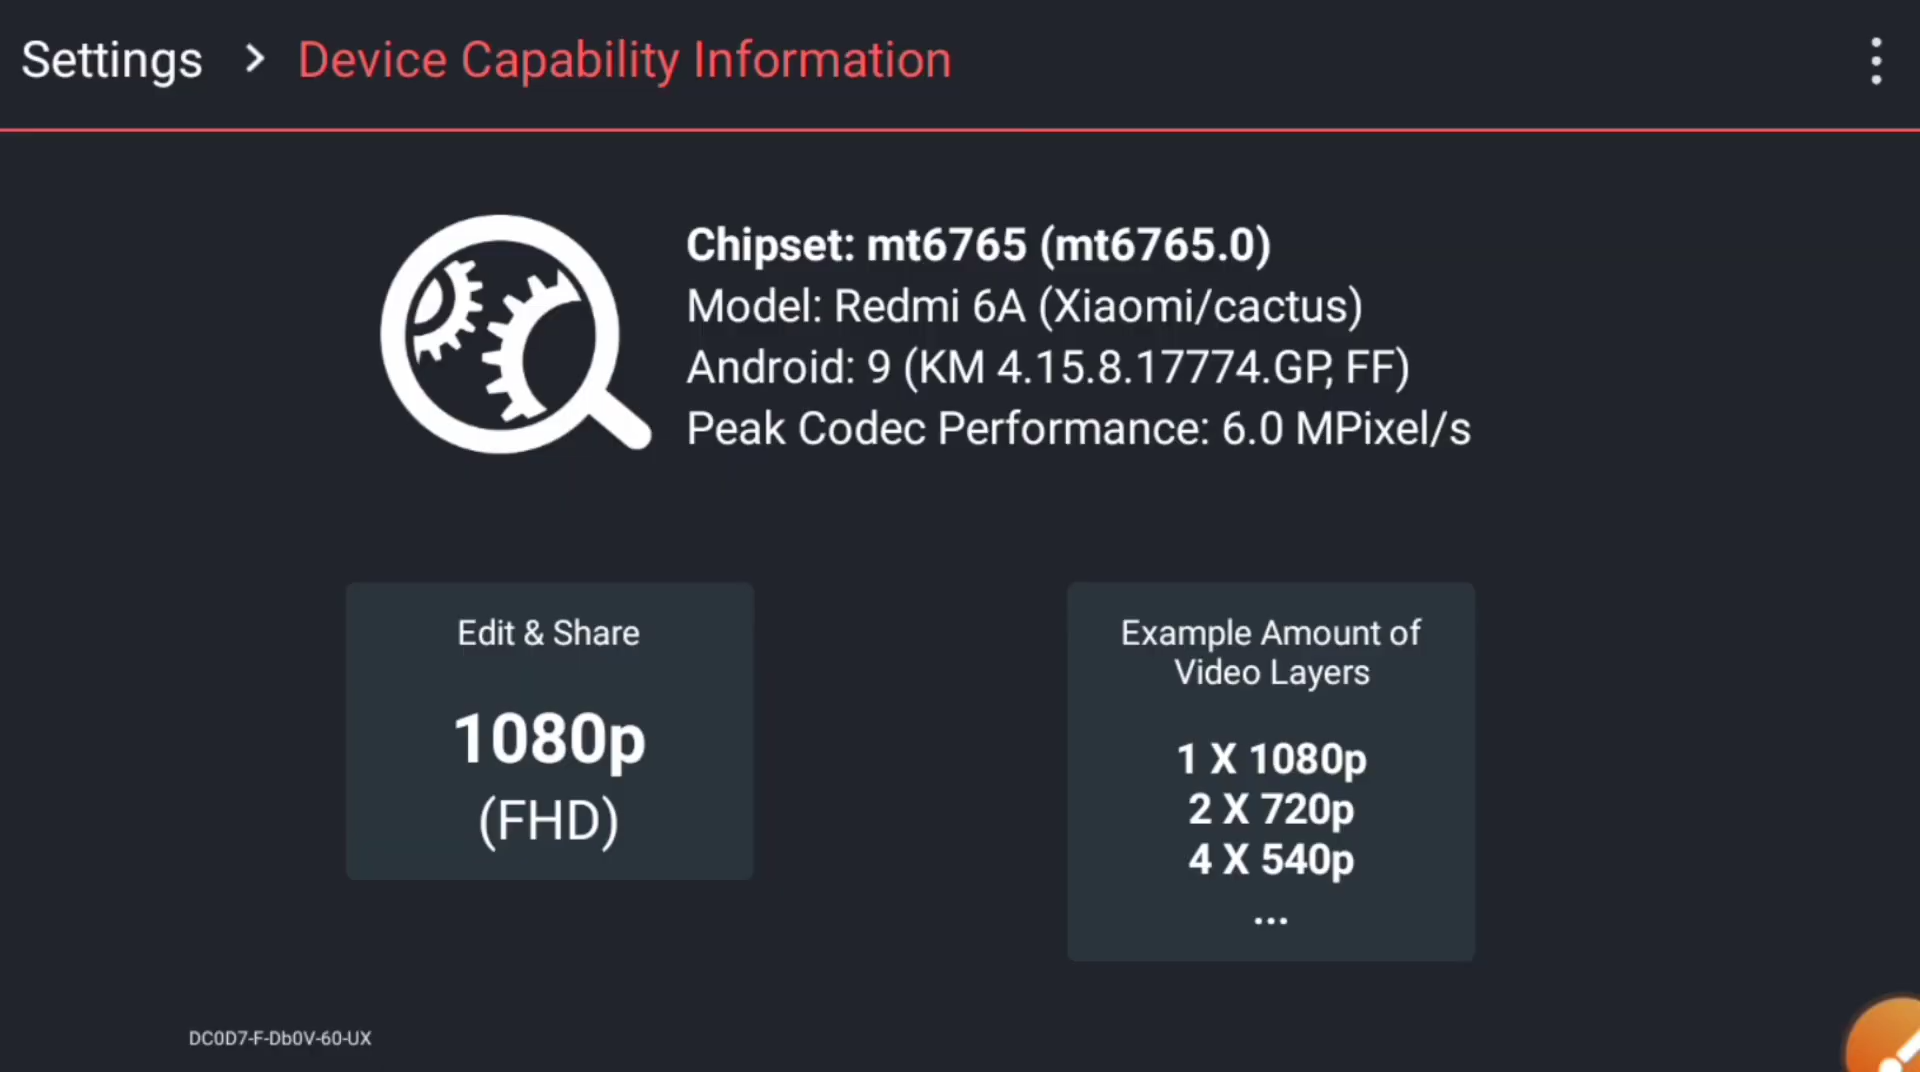 Settings > Device Capability Information
Chipset: mt6765 (mt6765.0)
Model: Redmi 6A (Xiaomi/cactus)
Android: 9 (KM 4.15.8.17774.GP, FF)
Peak Codec Performance: 6.0 MPixel/s
Edit & Share
1080p
(FHD)
Example Amount of
Video Layers
1 X 1080p
2 X 720p
4 X 540p
...
DC0D7-F-Db0V-60-UX